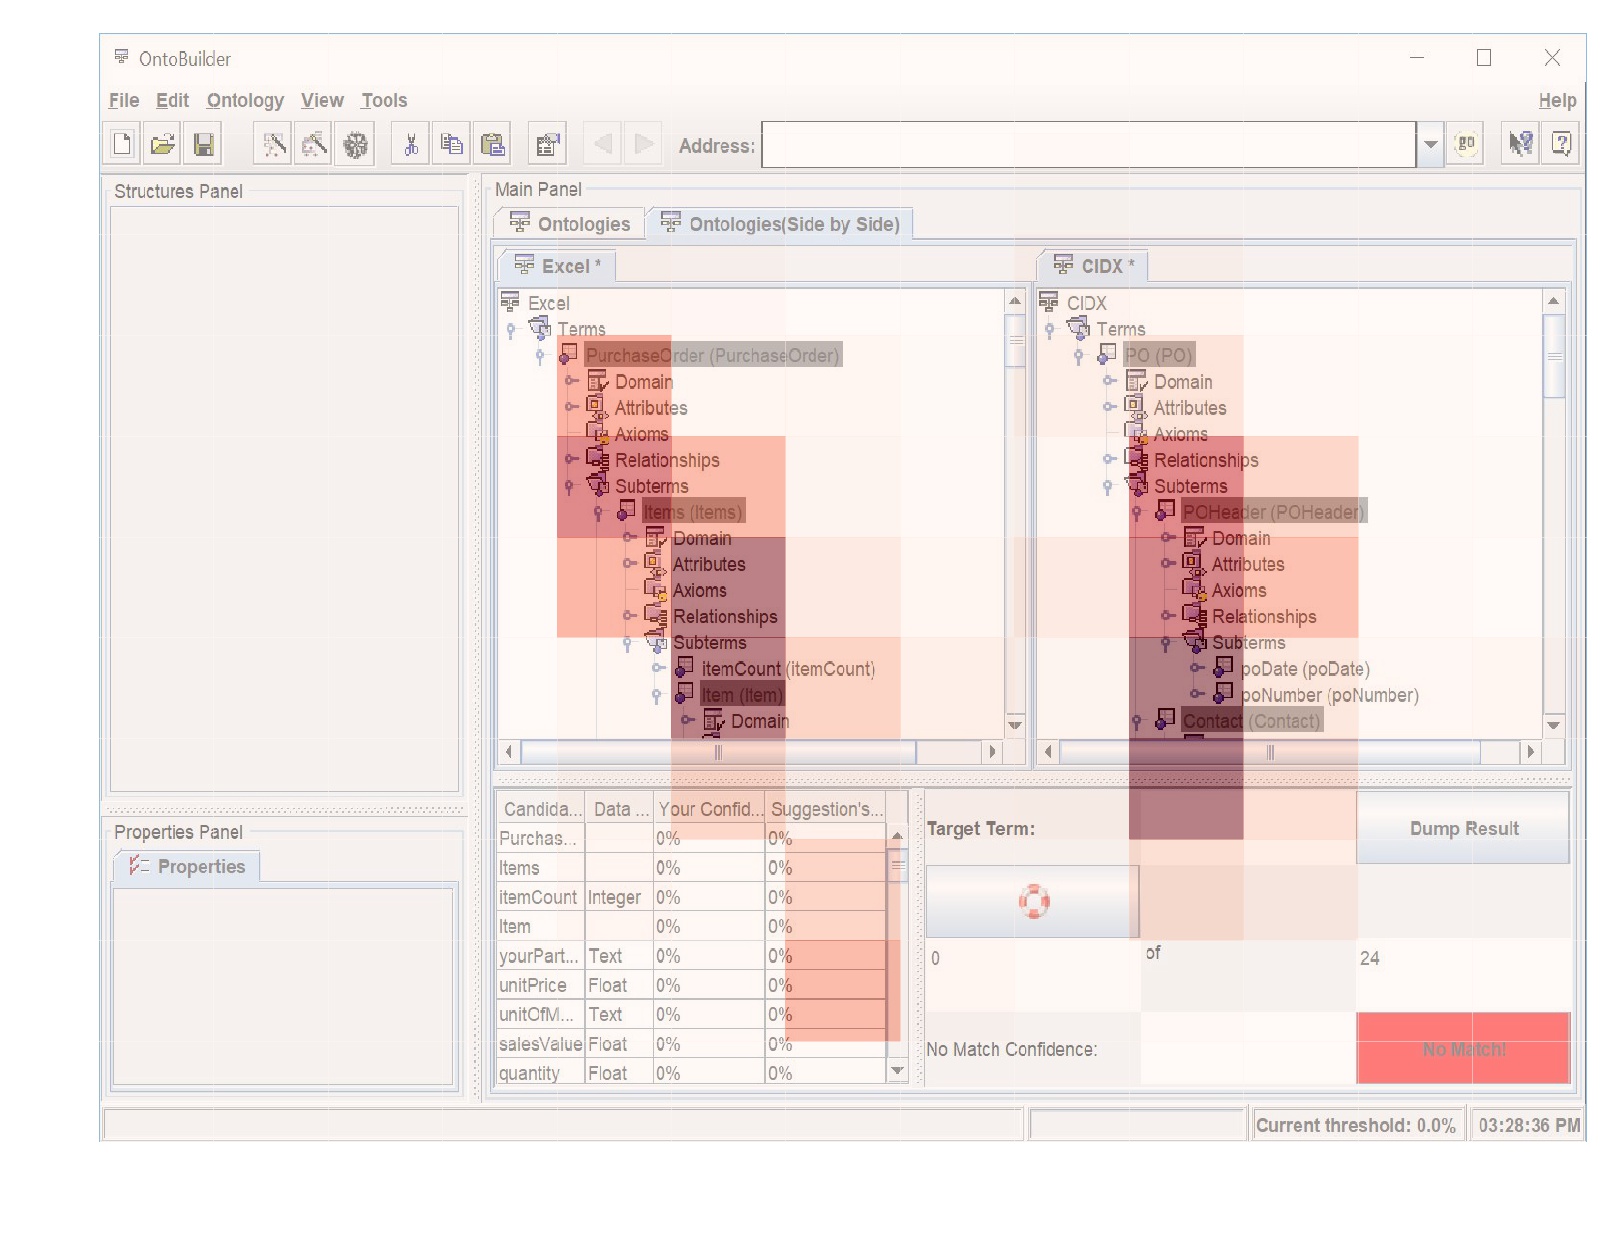 OntoBuilder
File Edit Ontology View Tools Help
Address: go
Structures Panel
Main Panel
Ontologies Ontologies(Side by Side)
Excel *
Excel
Terms
PurchaseOrder (PurchaseOrder)
Domain
Attributes
Axioms
Relationships
Subterms
Items (Items)
Domain
Attributes
Axioms
Relationships
Subterms
itemCount (itemCount)
Item (Item)
Domain
CIDX *
CIDX
Terms
PO (PO)
Domain
Attributes
Axioms
Relationships
Subterms
POHeader (POHeader)
Domain
Attributes
Axioms
Relationships
Subterms
poDate (poDate)
poNumber (poNumber)
Contact (Contact)
Properties Panel
Properties
Candida... Data ... Your Confid... Suggestion's...
Purchas... 0% 0%
Items 0% 0%
itemCount Integer 0% 0%
Item 0% 0%
yourPart... Text 0% 0%
unitPrice Float 0% 0%
unitOfM... Text 0% 0%
salesValue Float 0% 0%
quantity Float 0% 0%
Target Term: Dump Result
0 of 24
No Match Confidence: No Match!
Current threshold: 0.0% 03:28:36 PM